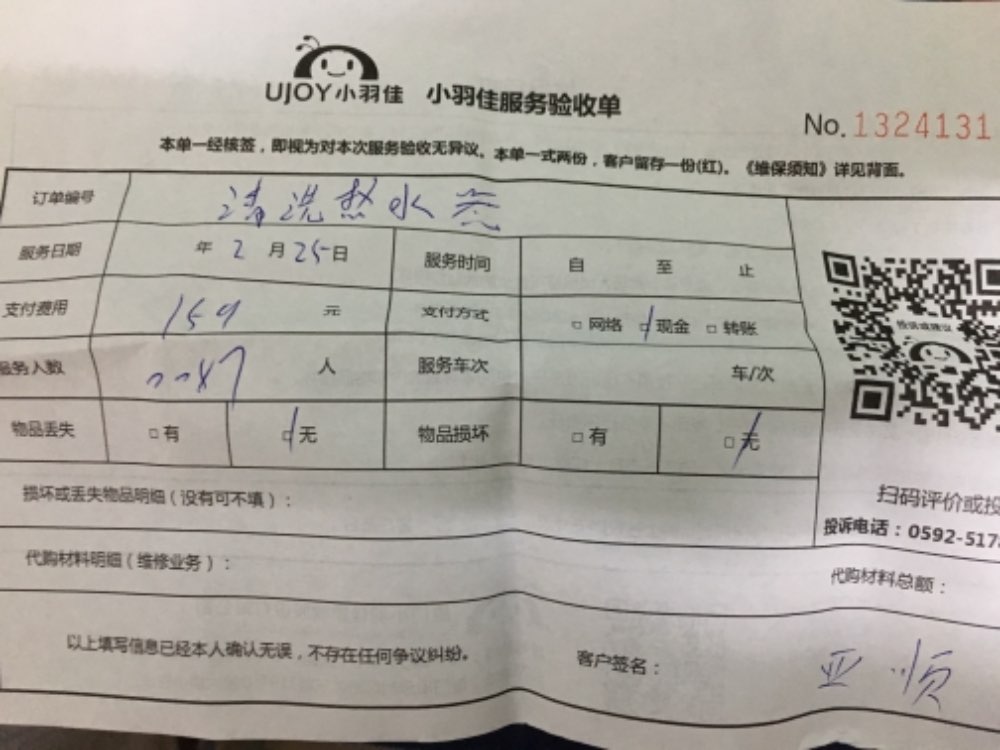 UJOY小羽佳 小羽佳服务验收单
No.1324131
本单一经核签，即视为对本次服务验收无异议。本单一式两份，客户留存一份(红)。《维保须知》详见背面。
订单编号 清洗热水器
服务日期 年 2 月 25 日 服务时间 自 至 止
支付费用 159 元 支付方式 □网络 □现金 □转账
服务人数 人 服务车次 车/次
物品丢失 □有 □无 物品损坏 □有 □无
损坏或丢失物品明细（没有可不填）：
投诉或建议
扫码评价或投
投诉电话：0592-517
代购材料明细（维修业务）：
代购材料总额：
以上填写信息已经本人确认无误，不存在任何争议纠纷。
客户签名： 亚顺